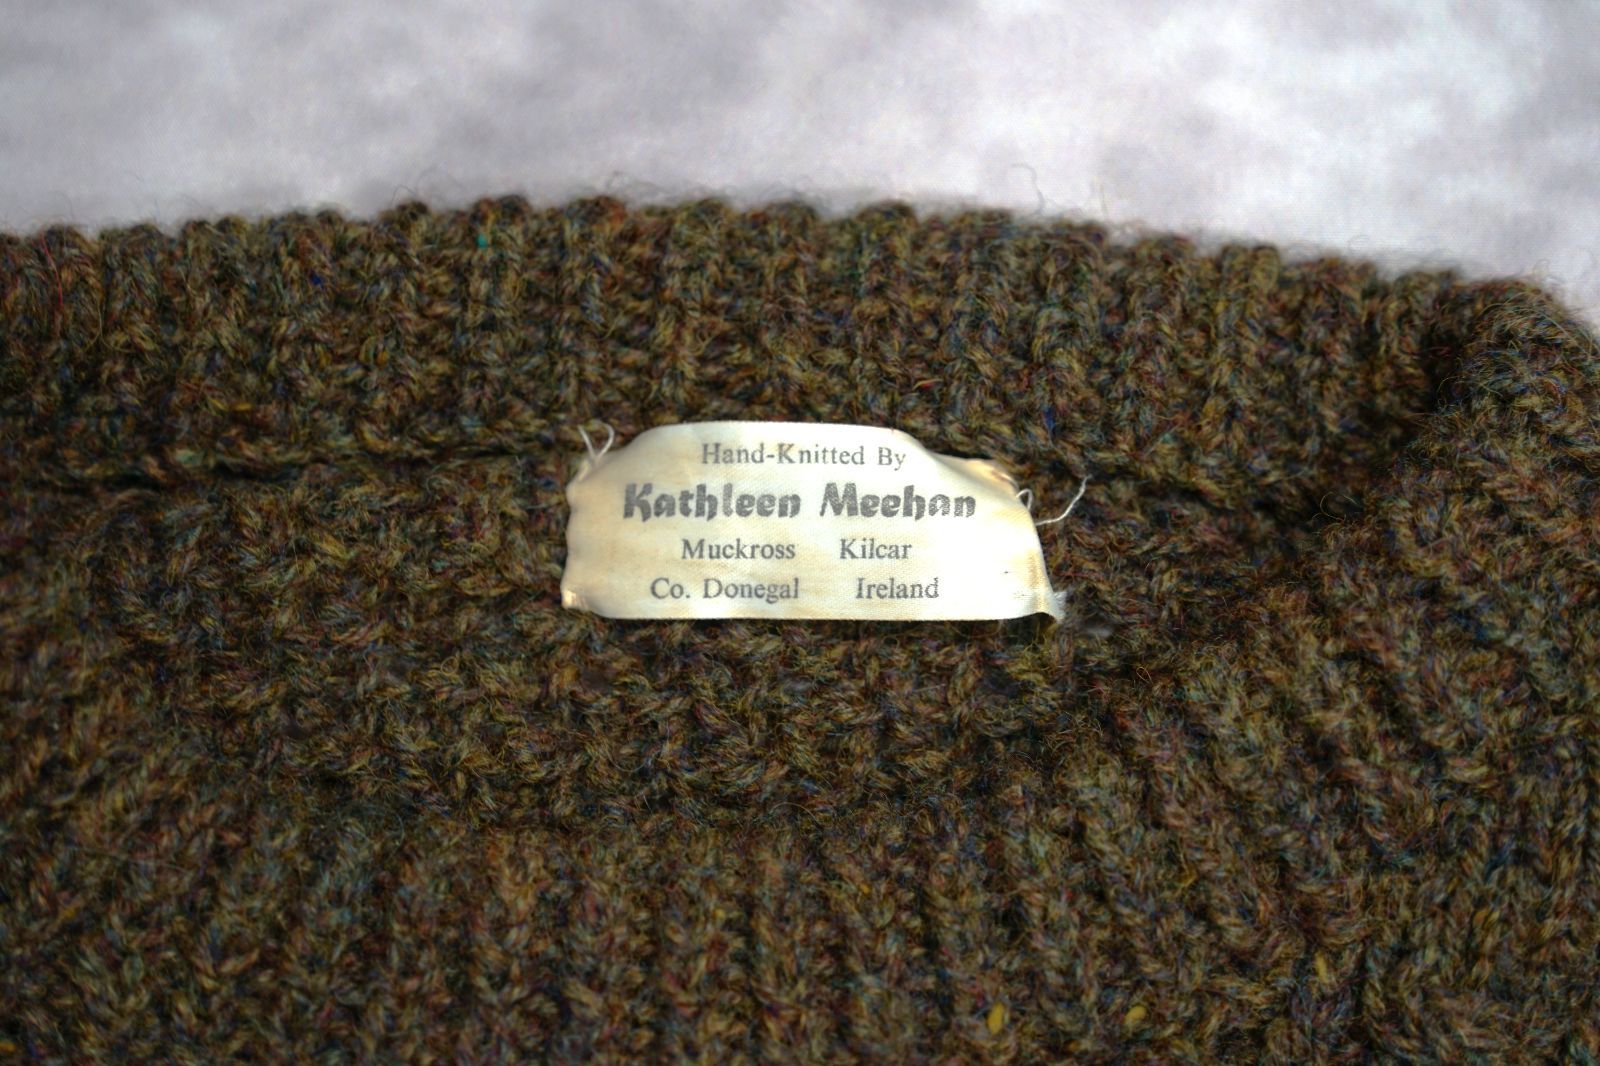 Hand-Knitted By
Kathleen Meehan
Muckross Kilcar
Co. Donegal Ireland